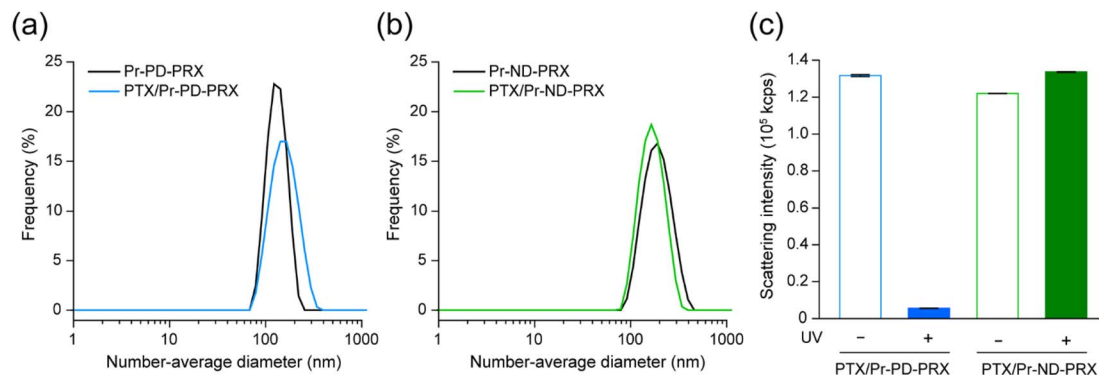 (a)
25
20
15
10
5
0
Frequency (%)
Pr-PD-PRX
PTX/Pr-PD-PRX
1
10
100
1000
Number-average diameter (nm)
(b)
25
20
15
10
5
0
Frequency (%)
Pr-ND-PRX
PTX/Pr-ND-PRX
1
10
100
1000
Number-average diameter (nm)
(c)
1.4
1.2
1.0
0.8
0.6
0.4
0.2
0
Scattering intensity (10⁵ kcps)
UV − + − +
PTX/Pr-PD-PRX PTX/Pr-ND-PRX